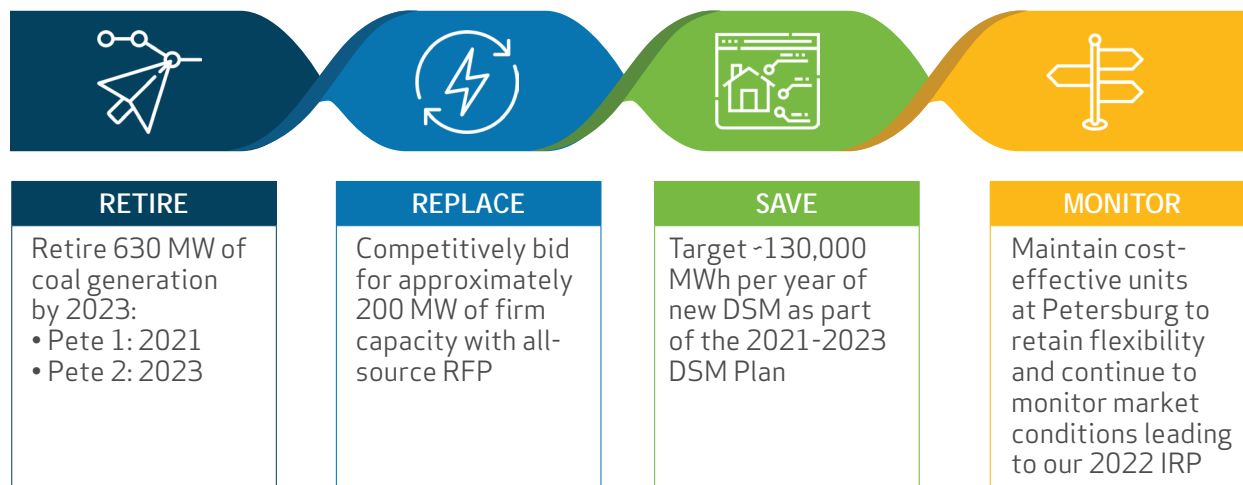 RETIRE
Retire 630 MW of
coal generation
by 2023:
• Pete 1: 2021
• Pete 2: 2023
REPLACE
Competitively bid
for approximately
200 MW of firm
capacity with all-
source RFP
SAVE
Target ~130,000
MWh per year of
new DSM as part
of the 2021-2023
DSM Plan
MONITOR
Maintain cost-
effective units
at Petersburg to
retain flexibility
and continue to
monitor market
conditions leading
to our 2022 IRP